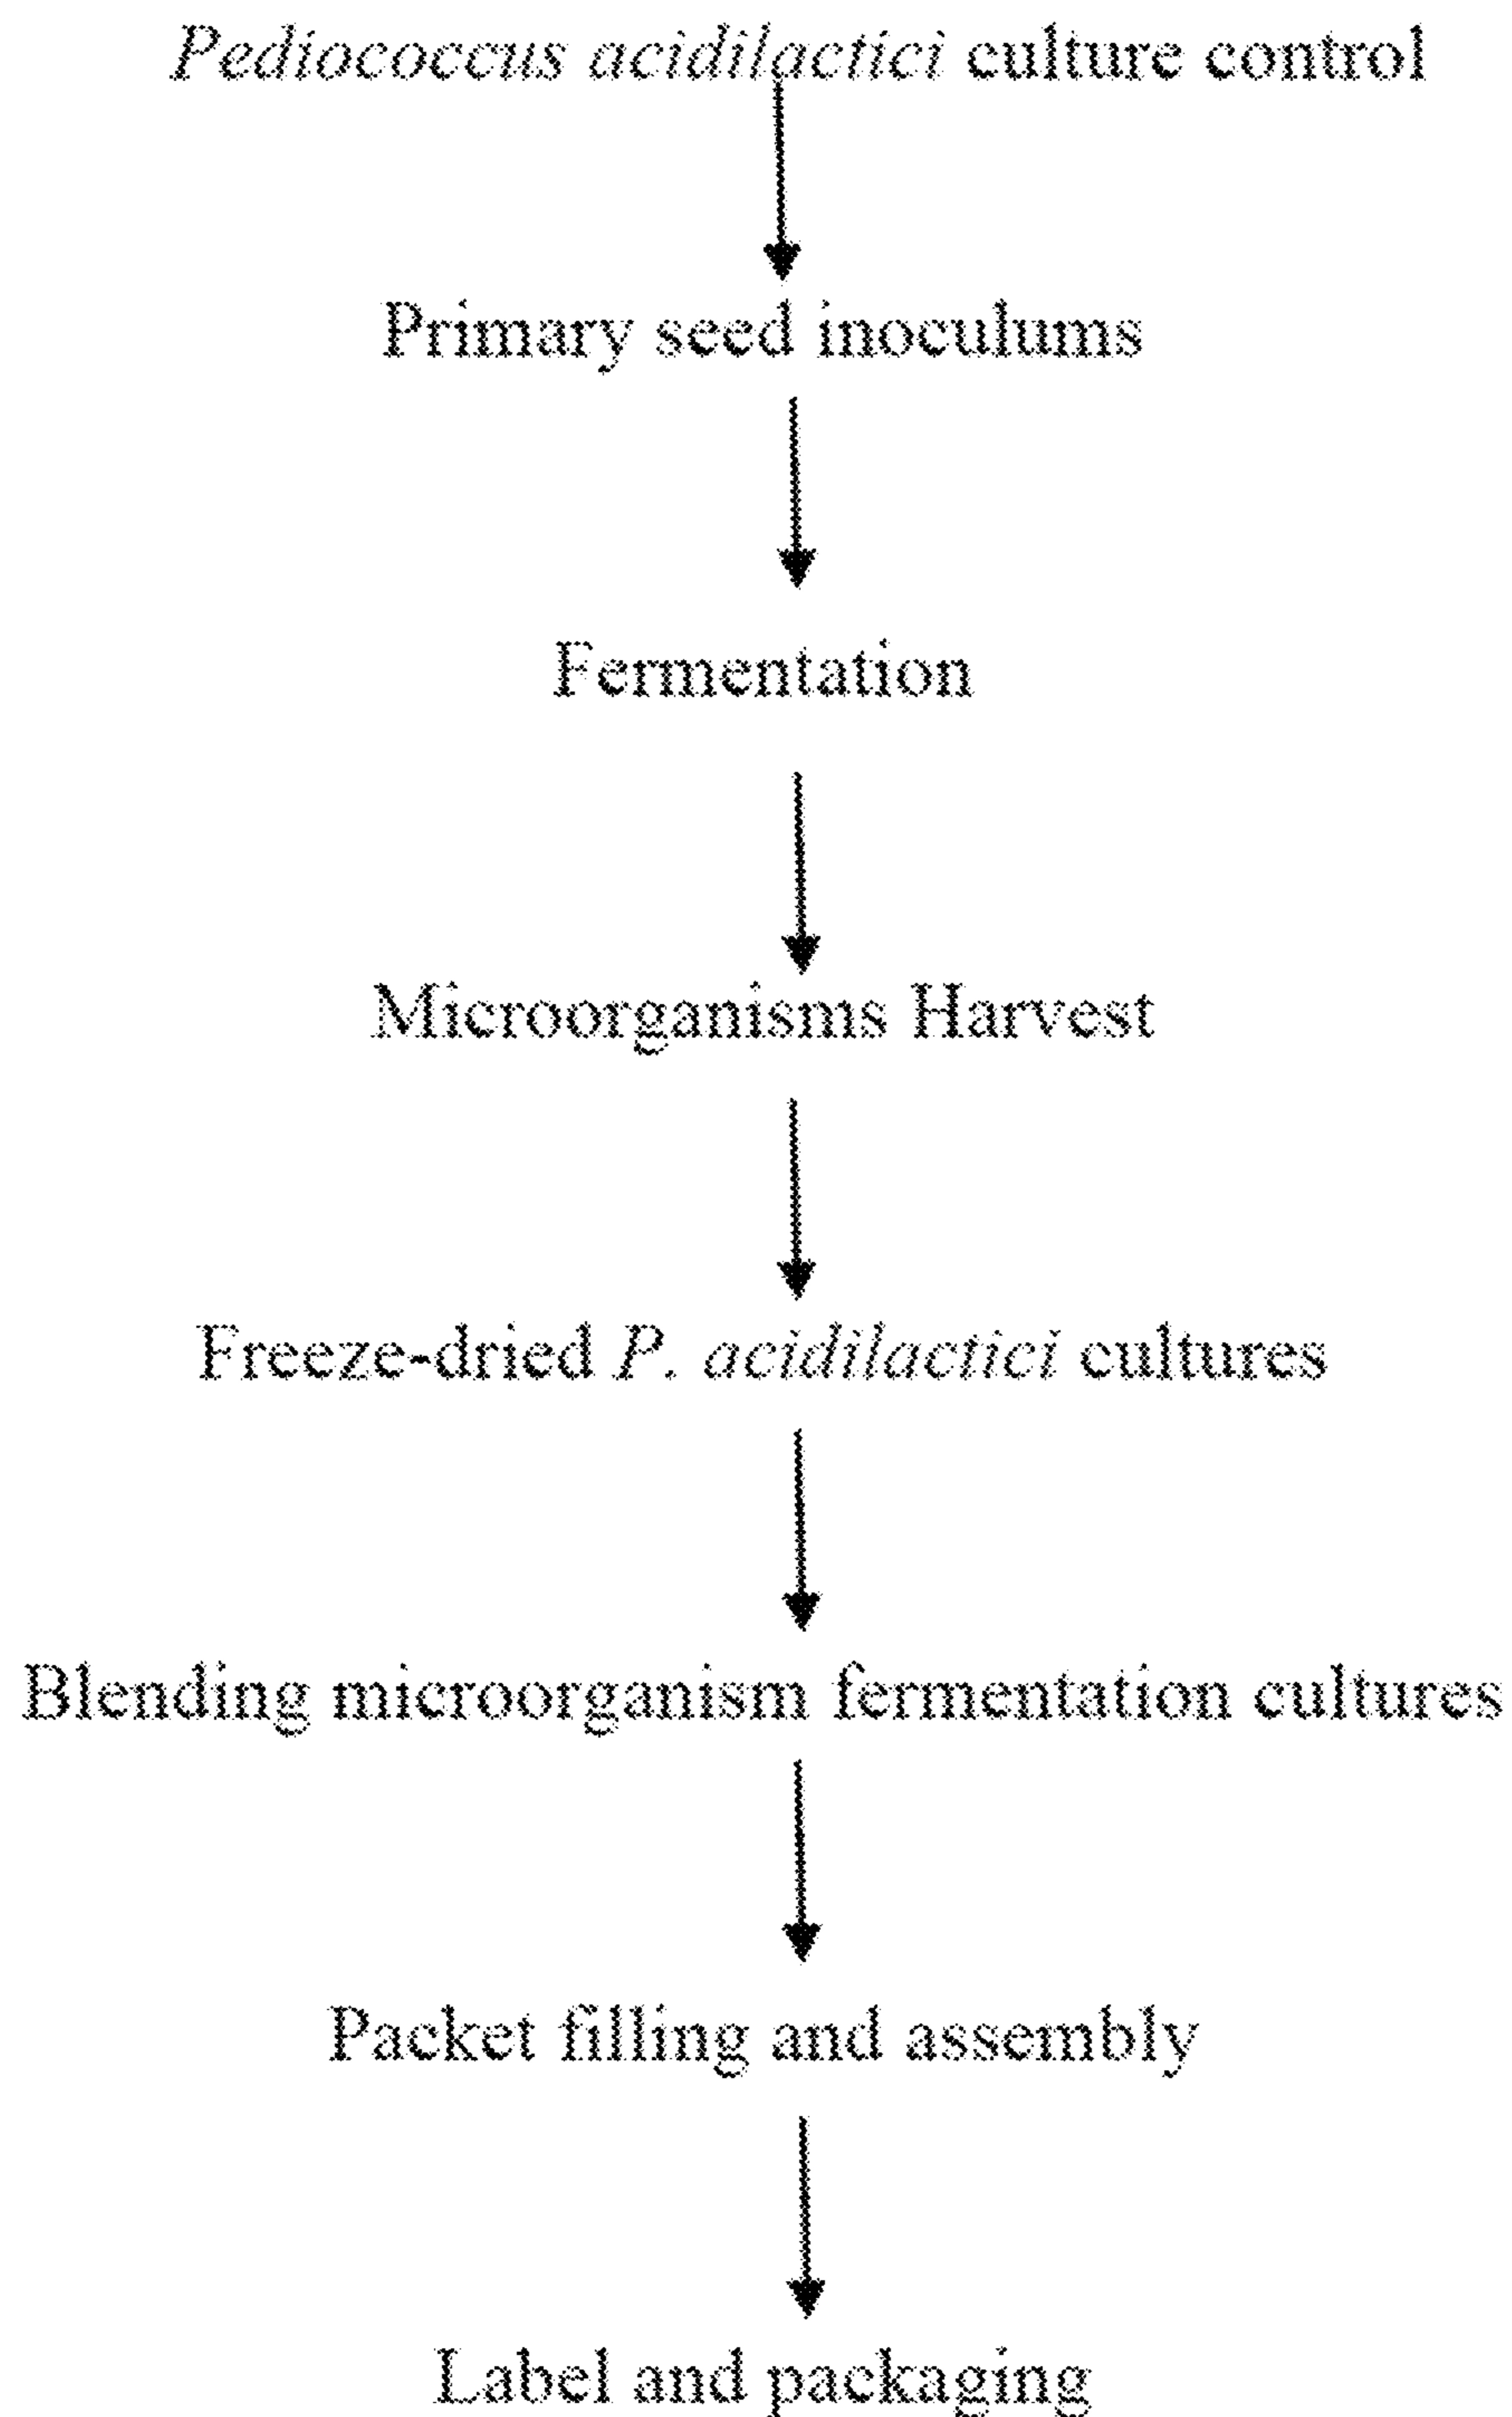 Pediococcus acidilactici culture control
Primary seed inoculums
Fermentation
Microorganisms Harvest
Freeze-dried P. acidilactici cultures
Blending microorganism fermentation cultures
Packet filling and assembly
Label and packaging